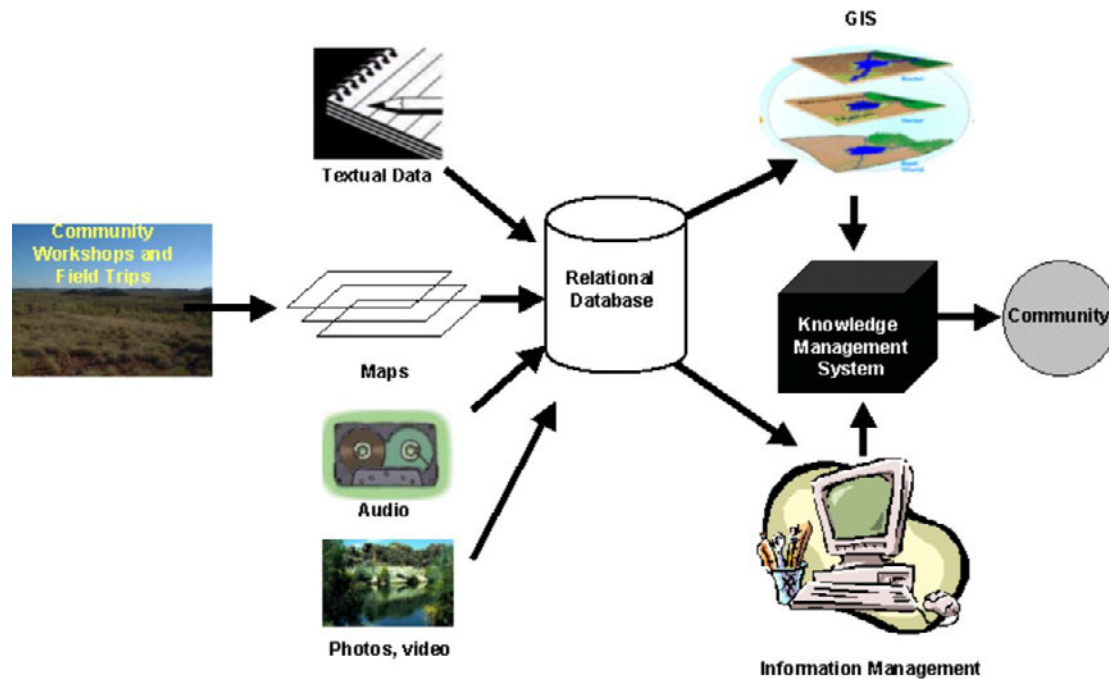 GIS
Textual Data
Community
Workshops and
Field Trips
Relational
Database
Maps
Knowledge
Management
System
Community
Audio
Photos, video
Information Management